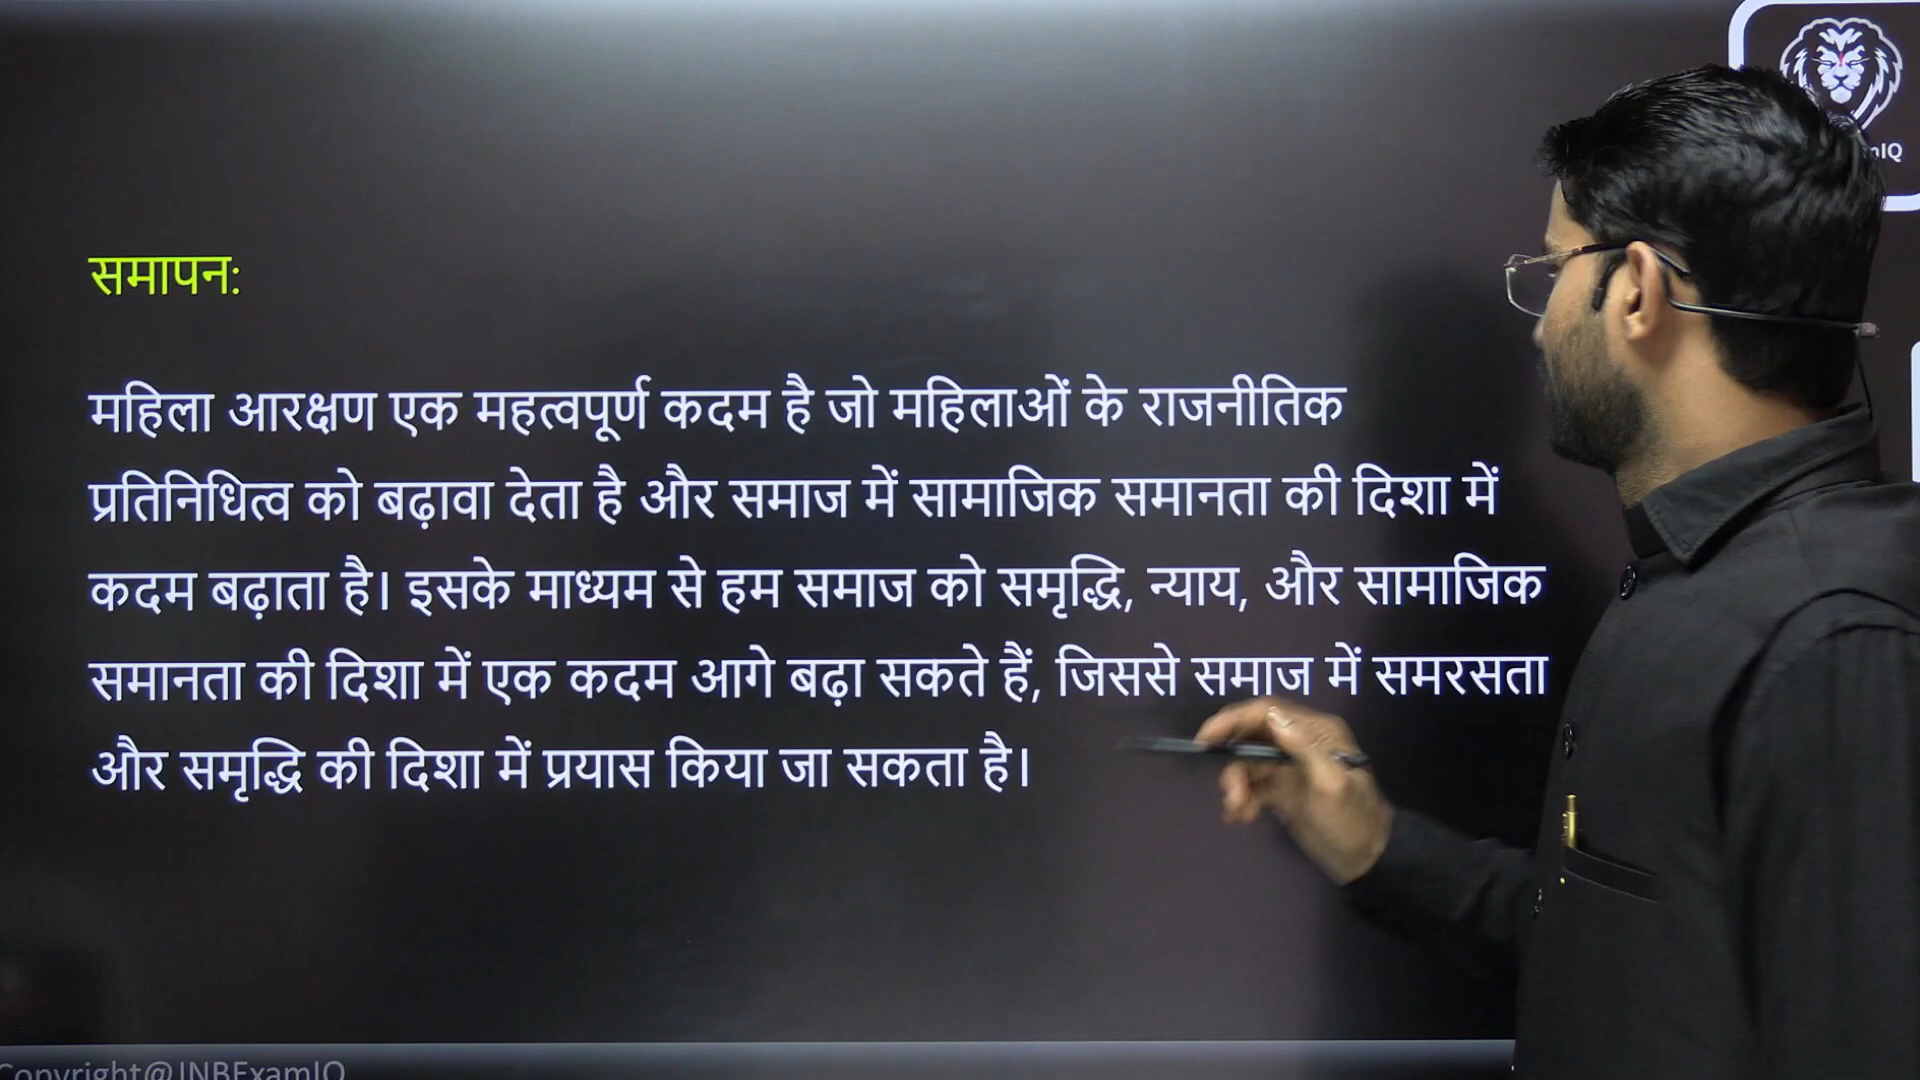 समापन:
महिला आरक्षण एक महत्वपूर्ण कदम है जो महिलाओं के राजनीतिक
प्रतिनिधित्व को बढ़ावा देता है और समाज में सामाजिक समानता की दिशा में
कदम बढ़ाता है। इसके माध्यम से हम समाज को समृद्धि, न्याय, और सामाजिक
समानता की दिशा में एक कदम आगे बढ़ा सकते हैं, जिससे समाज में समरसता
और समृद्धि की दिशा में प्रयास किया जा सकता है।